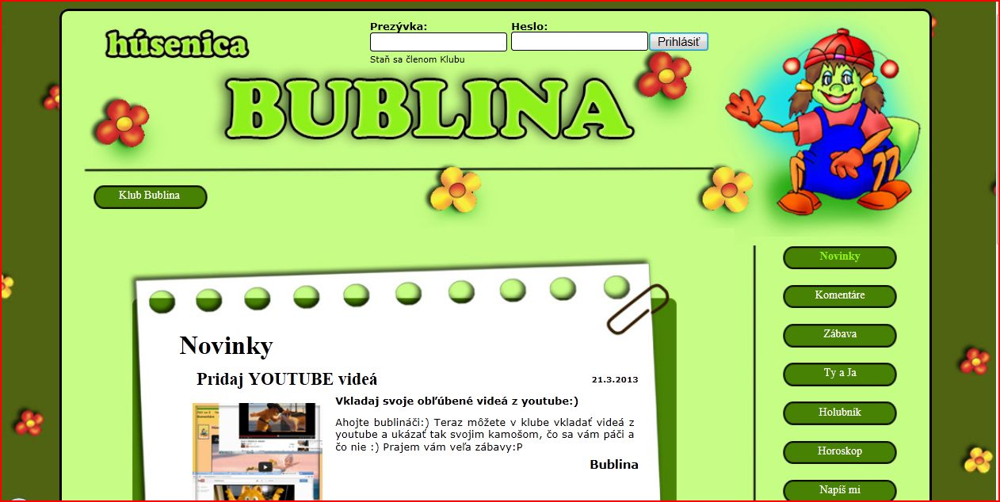 húsenica
Prezývka:
Heslo:
Prihlásiť
Staň sa členom Klubu
BUBLINA
Klub Bublina
Novinky
Komentáre
Zábava
Ty a Ja
Holubník
Horoskop
Napíš mi
Novinky
Pridaj YOUTUBE videá
21.3.2013
Vkladaj svoje obľúbené videá z youtube:)
Ahojte bublináči:) Teraz môžete v klube vkladať videá z
youtube a ukázať tak svojim kamošom, čo sa vám páči a
čo nie :) Prajem vám veľa zábavy:P
Bublina